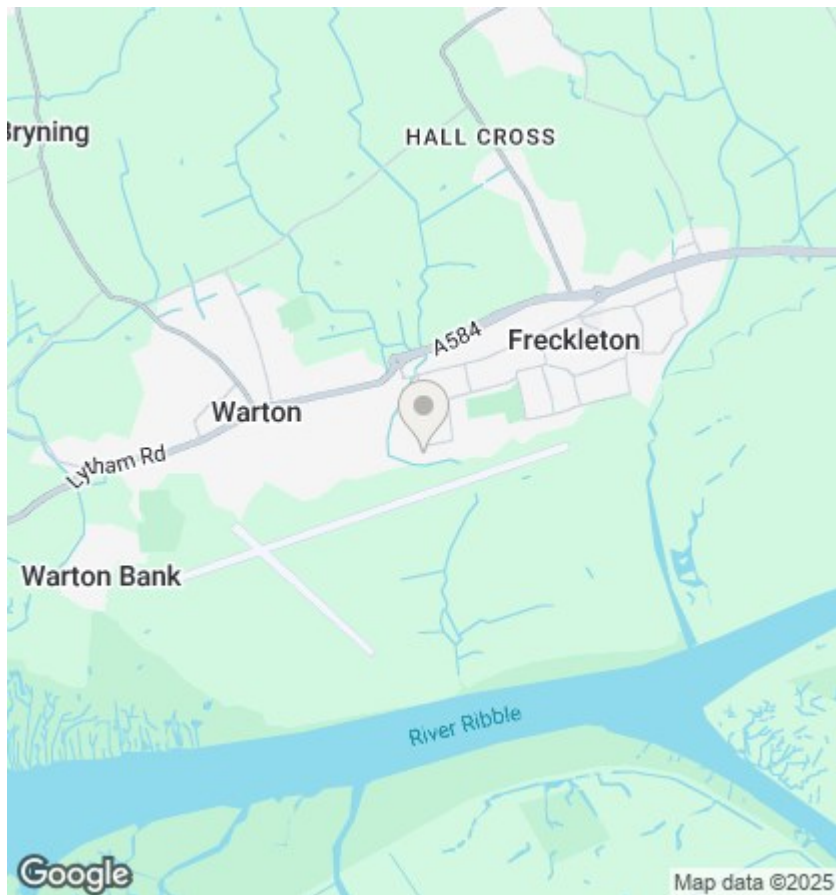 Bryning
HALL CROSS
A584
Freckleton
Warton
Lytham Rd
Warton Bank
River Ribble
Google
Map data ©2025